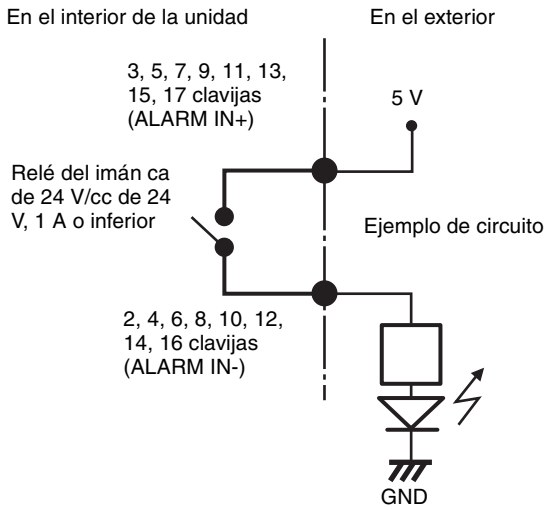 En el interior de la unidad
En el exterior
3, 5, 7, 9, 11, 13,
15, 17 clavijas
(ALARM IN+)
5 V
Relé del imán ca
de 24 V/cc de 24
V, 1 A o inferior
Ejemplo de circuito
2, 4, 6, 8, 10, 12,
14, 16 clavijas
(ALARM IN-)
GND